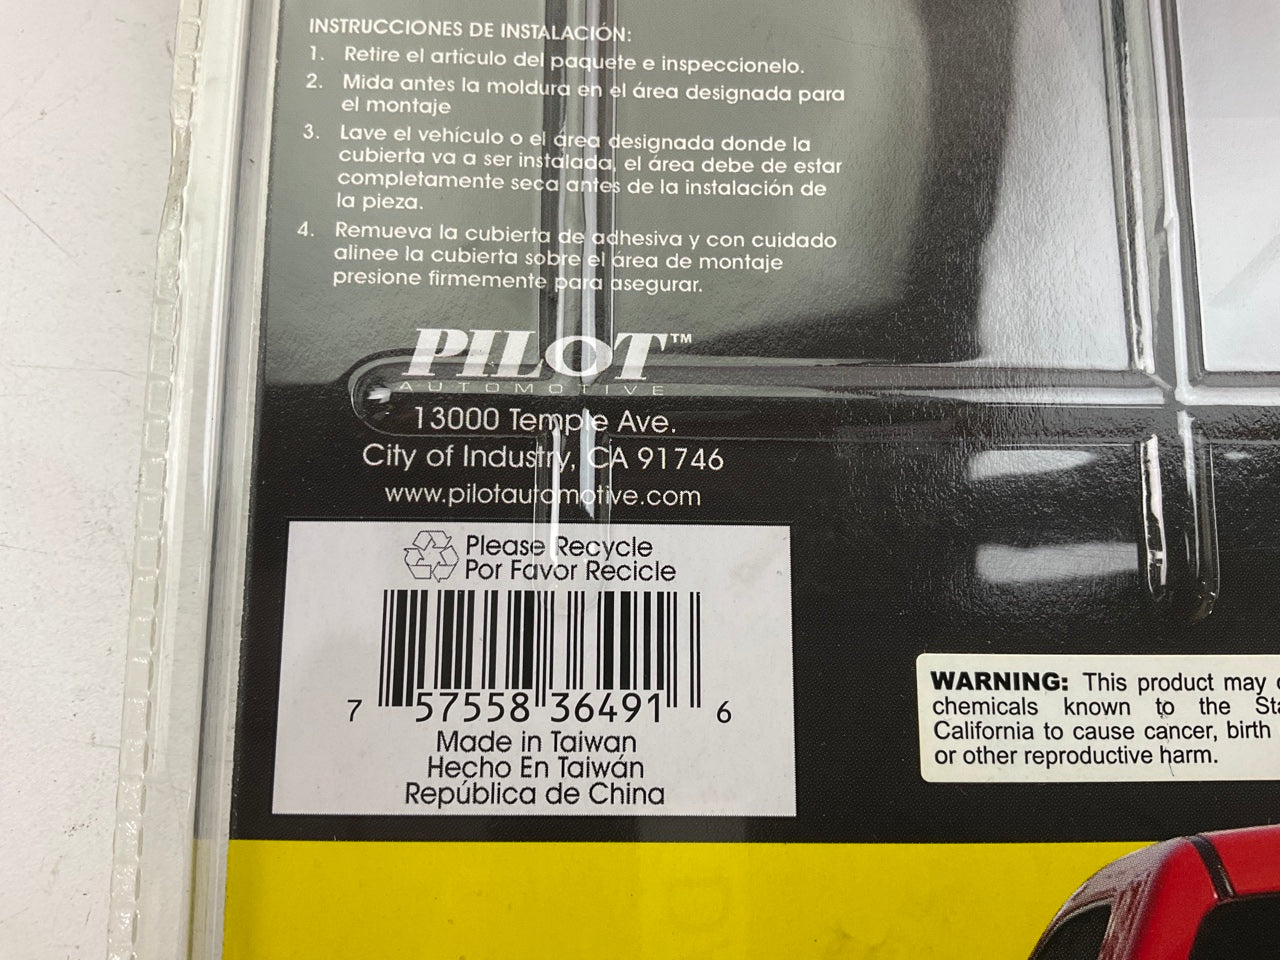 INSTRUCCIONES DE INSTALACIÓN:
1. Retire el artículo del paquete e inspeccionelo.
2. Mida antes la moldura en el área designada para
el montaje
3. Lave el vehículo o el área designada donde la
cubierta va a ser instalada, el área debe de estar
completamente seca antes de la instalación de
la pieza.
4. Remueva la cubierta de adhesiva y con cuidado
alinee la cubierta sobre el área de montaje
presione firmemente para asegurar.
PILOT™
AUTOMOTIVE
13000 Temple Ave.
City of Industry, CA 91746
www.pilotautomotive.com
Please Recycle
Por Favor Recicle
7 57558 36491 6
Made in Taiwan
Hecho En Taiwán
República de China
WARNING: This product may
chemicals known to the
California to cause cancer, birth
or other reproductive harm.